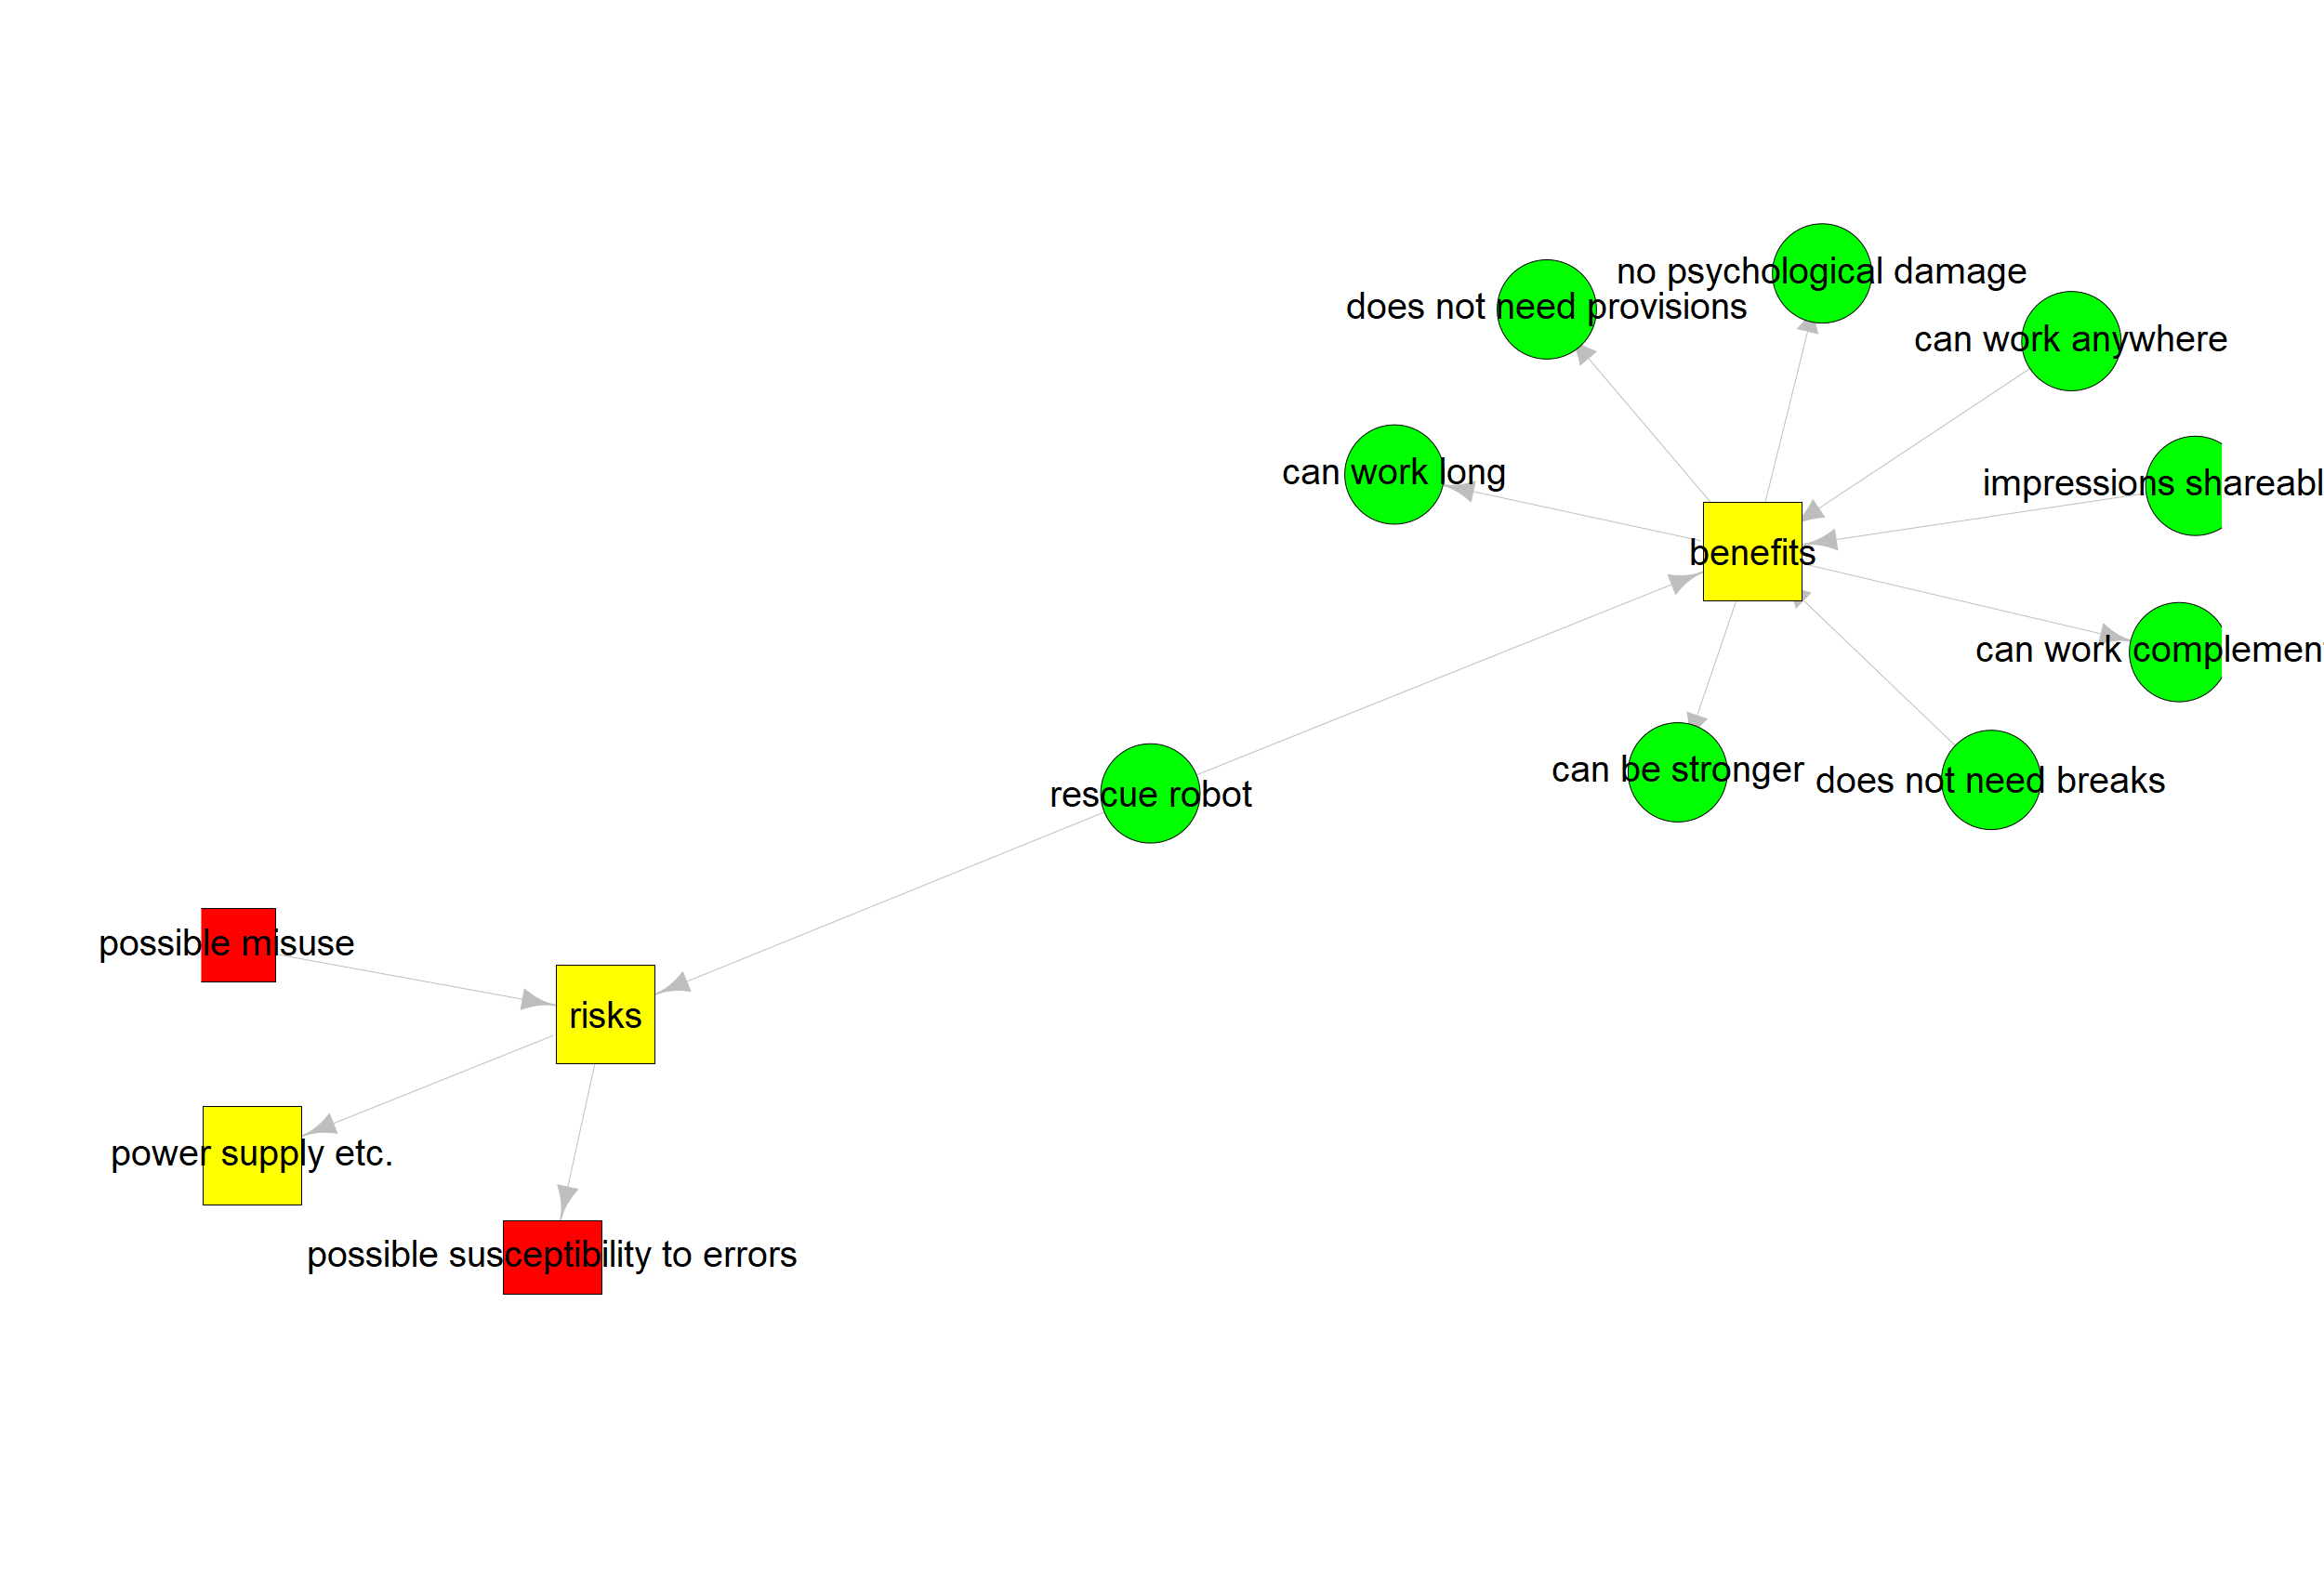 no psychological damage
does not need provisions
can work anywhere
can work long
impressions shareabl
benefits
can work complement
can be stronger
does not need breaks
rescue robot
possible misuse
risks
power supply etc.
possible susceptibility to errors